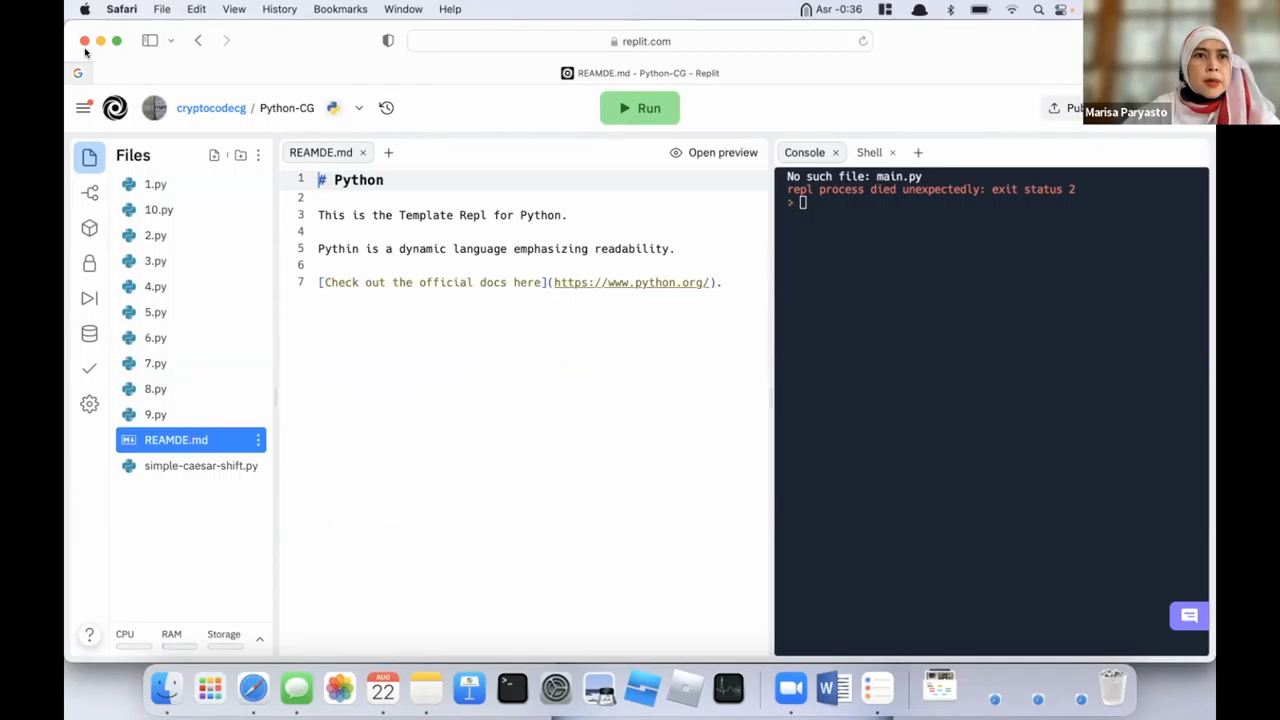 Safari File Edit View History Bookmarks Window Help Asr -0:36
replit.com
G
REAMDE.md - Python-CG - Replit
cryptocodecg / Python-CG
Run
Marisa Paryasto
Files
1.py
10.py
2.py
3.py
4.py
5.py
6.py
7.py
8.py
9.py
REAMDE.md
simple-caesar-shift.py
CPU RAM Storage
?
REAMDE.md
Open preview
1 # Python
2
3 This is the Template Repl for Python.
4
5 Pythin is a dynamic language emphasizing readability.
6
7 [Check out the official docs here](https://www.python.org/).
Console Shell
No such file: main.py
repl process died unexpectedly: exit status 2
>
AUG
22